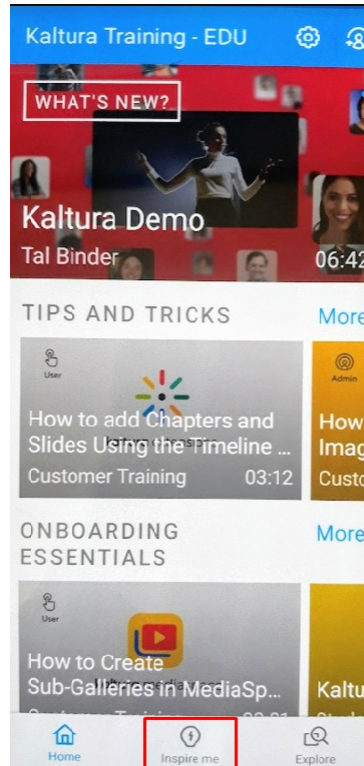 Kaltura Training - EDU
WHAT'S NEW?
Kaltura Demo
Tal Binder
06:42
TIPS AND TRICKS
More
User
Admin
How to add Chapters and
Slides Using the Timeline ...
Customer Training
03:12
How
Imag
Custo
ONBOARDING
ESSENTIALS
More
User
How to Create
Sub-Galleries in MediaSp...
Kaltu
Home
Inspire me
Explore